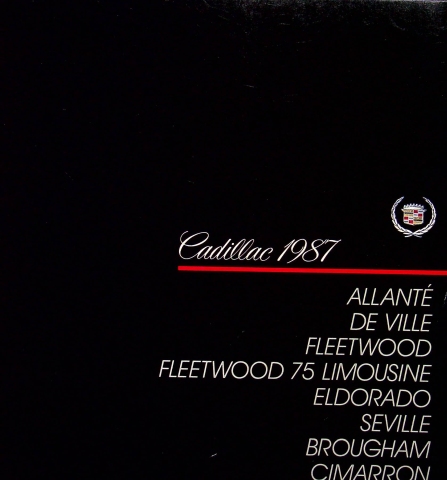 Cadillac 1987
ALLANTÉ
DE VILLE
FLEETWOOD
FLEETWOOD 75 LIMOUSINE
ELDORADO
SEVILLE
BROUGHAM
CIMARRON